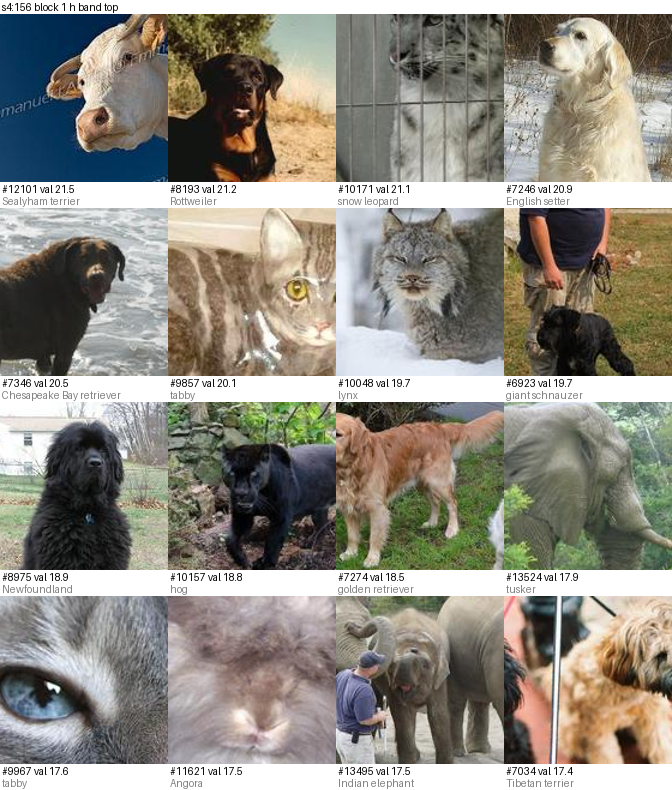 s4:156 block 1 h band top
#12101 val 21.5
Sealyham terrier
#8193 val 21.2
Rottweiler
#10171 val 21.1
snow leopard
#7246 val 20.9
English setter
#7346 val 20.5
Chesapeake Bay retriever
#9857 val 20.1
tabby
#10048 val 19.7
lynx
#6923 val 19.7
giant schnauzer
#8975 val 18.9
Newfoundland
#10157 val 18.8
hog
#7274 val 18.5
golden retriever
#13524 val 17.9
tusker
#9967 val 17.6
tabby
#11621 val 17.5
Angora
#13495 val 17.5
Indian elephant
#7034 val 17.4
Tibetan terrier